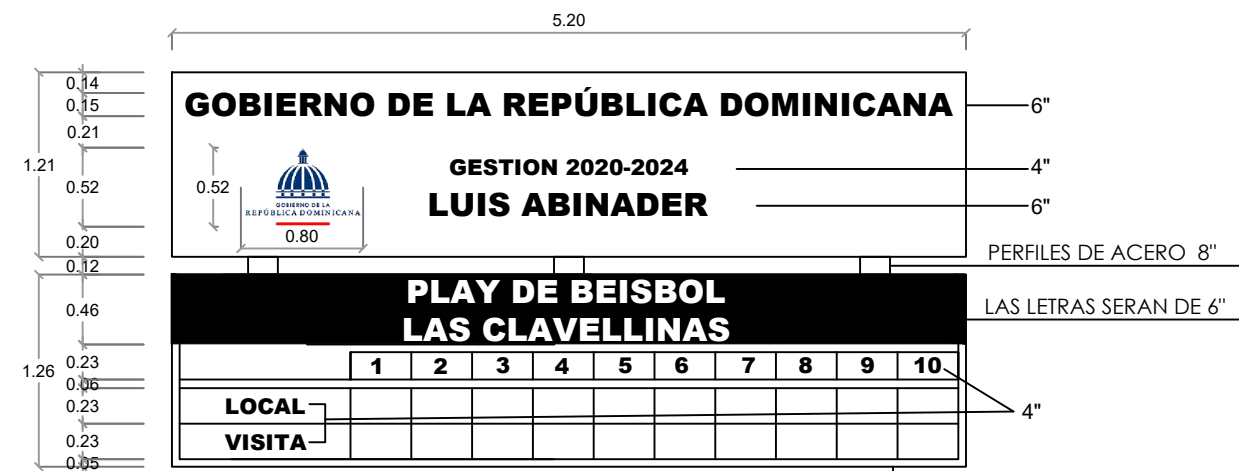 5.20
0.14
GOBIERNO DE LA REPÚBLICA DOMINICANA
6"
0.15
0.21
1.21
GESTION 2020-2024
4"
0.52
0.52
GOBIERNO DE LA
REPÚBLICA DOMINICANA
LUIS ABINADER
6"
0.80
0.20
PERFILES DE ACERO 8"
0.12
PLAY DE BEISBOL
0.46
LAS LETRAS SERAN DE 6"
LAS CLAVELLINAS
1.26
0.23
1 2 3 4 5 6 7 8 9 10
0.06
0.23
LOCAL
4"
0.23
VISITA
0.05